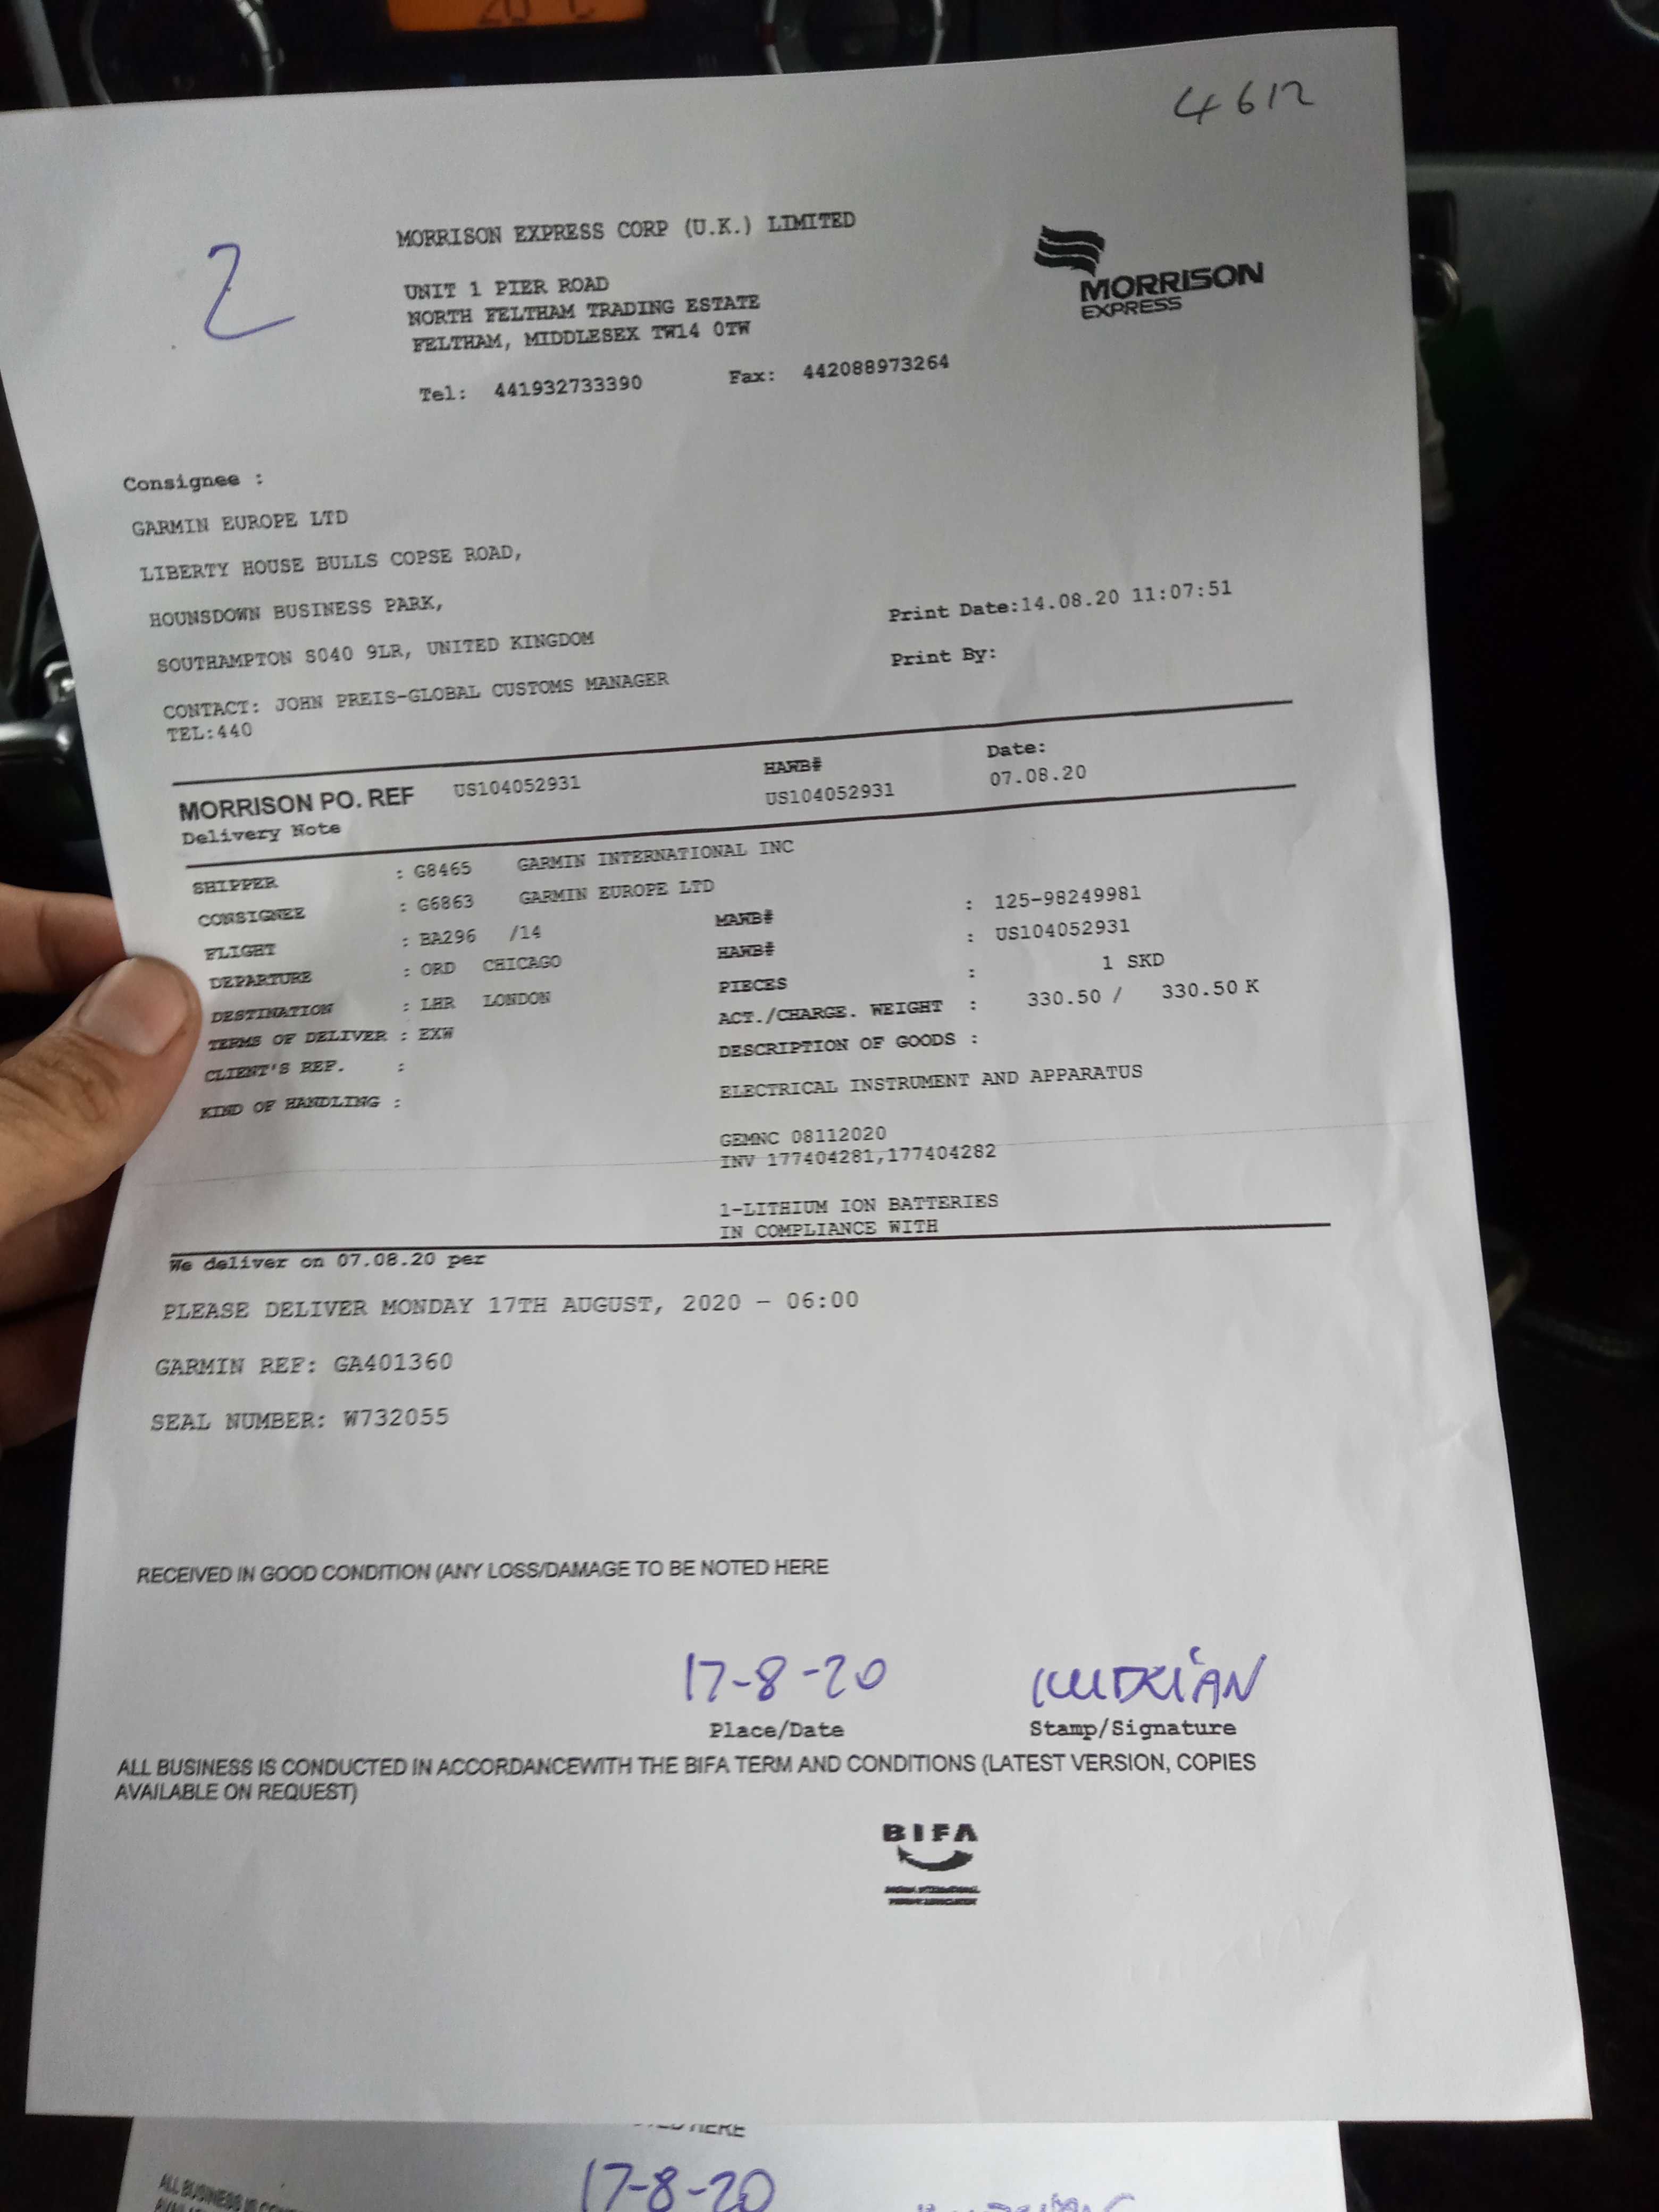 20°C
4612
2
MORRISON EXPRESS CORP (U.K.) LIMITED
MORRISON
EXPRESS
UNIT 1 PIER ROAD
NORTH FELTHAM TRADING ESTATE
FELTHAM, MIDDLESEX TW14 0TW
Tel: 441932733390 Fax: 442088973264
Consignee :
GARMIN EUROPE LTD
LIBERTY HOUSE BULLS COPSE ROAD,
HOUNSDOWN BUSINESS PARK,
SOUTHAMPTON SO40 9LR, UNITED KINGDOM
CONTACT: JOHN PREIS-GLOBAL CUSTOMS MANAGER
TEL:440
Print Date:14.08.20 11:07:51
Print By:
MORRISON PO. REF US104052931 HAWB# Date:
Delivery Note US104052931 07.08.20
SHIPPER : G8465 GARMIN INTERNATIONAL INC
CONSIGNEE : G6863 GARMIN EUROPE LTD
FLIGHT : BA296 /14 MAWB# : 125-98249981
DEPARTURE : ORD CHICAGO HAWB# : US104052931
DESTINATION : LHR LONDON PIECES : 1 SKD
TERMS OF DELIVER : EXW ACT./CHARGE. WEIGHT : 330.50 / 330.50 K
CLIENT'S REF. : DESCRIPTION OF GOODS :
KIND OF HANDLING : ELECTRICAL INSTRUMENT AND APPARATUS
GEMNC 08112020
INV 177404281,177404282
1-LITHIUM ION BATTERIES
IN COMPLIANCE WITH
We deliver on 07.08.20 per
PLEASE DELIVER MONDAY 17TH AUGUST, 2020 - 06:00
GARMIN REF: GA401360
SEAL NUMBER: W732055
RECEIVED IN GOOD CONDITION (ANY LOSS/DAMAGE TO BE NOTED HERE
17-8-20
Place/Date Stamp/Signature
ALL BUSINESS IS CONDUCTED IN ACCORDANCEWITH THE BIFA TERM AND CONDITIONS (LATEST VERSION, COPIES
AVAILABLE ON REQUEST)
BIFA
HERE
17-8-20
ALL BUSINESS IS